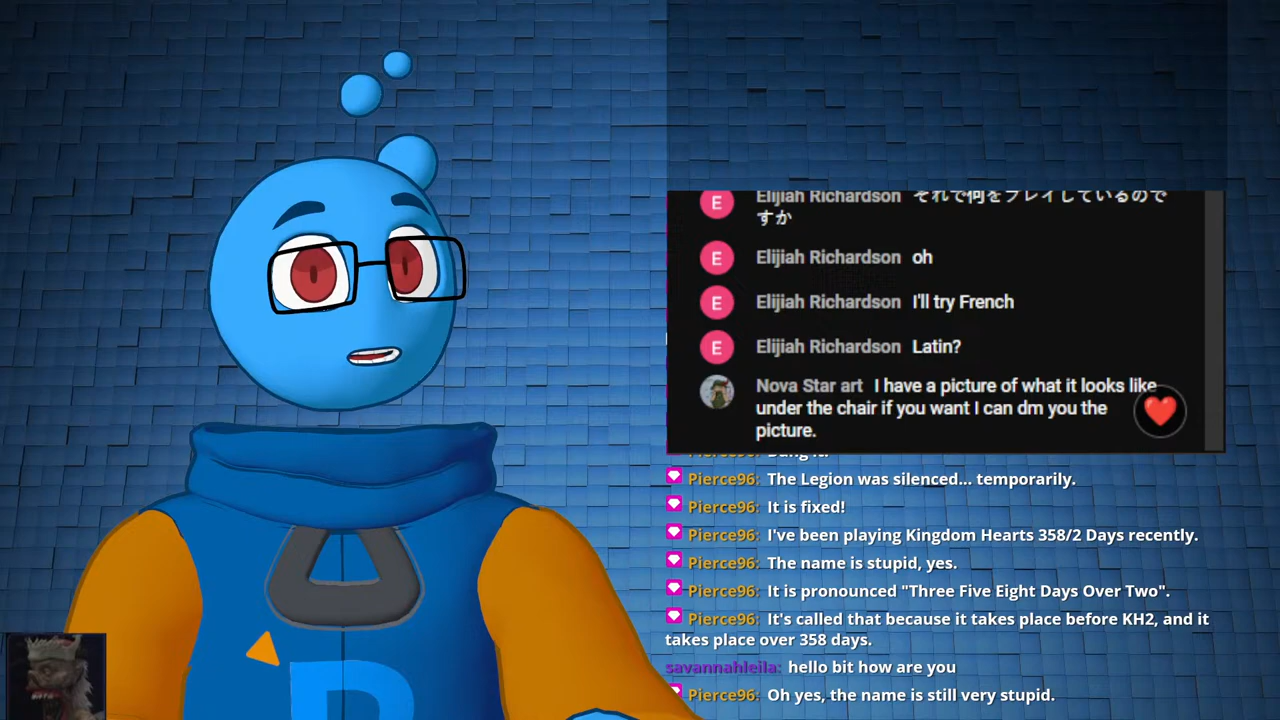 E Elijiah Richardson それで何をプレイしているので
すか
E Elijiah Richardson oh
E Elijiah Richardson I'll try French
E Elijiah Richardson Latin?
Nova Star art I have a picture of what it looks like
under the chair if you want I can dm you the
picture.
Pierce96: Dang it.
Pierce96: The Legion was silenced... temporarily.
Pierce96: It is fixed!
Pierce96: I've been playing Kingdom Hearts 358/2 Days recently.
Pierce96: The name is stupid, yes.
Pierce96: It is pronounced "Three Five Eight Days Over Two".
Pierce96: It's called that because it takes place before KH2, and it
takes place over 358 days.
savannahleila: hello bit how are you
Pierce96: Oh yes, the name is still very stupid.